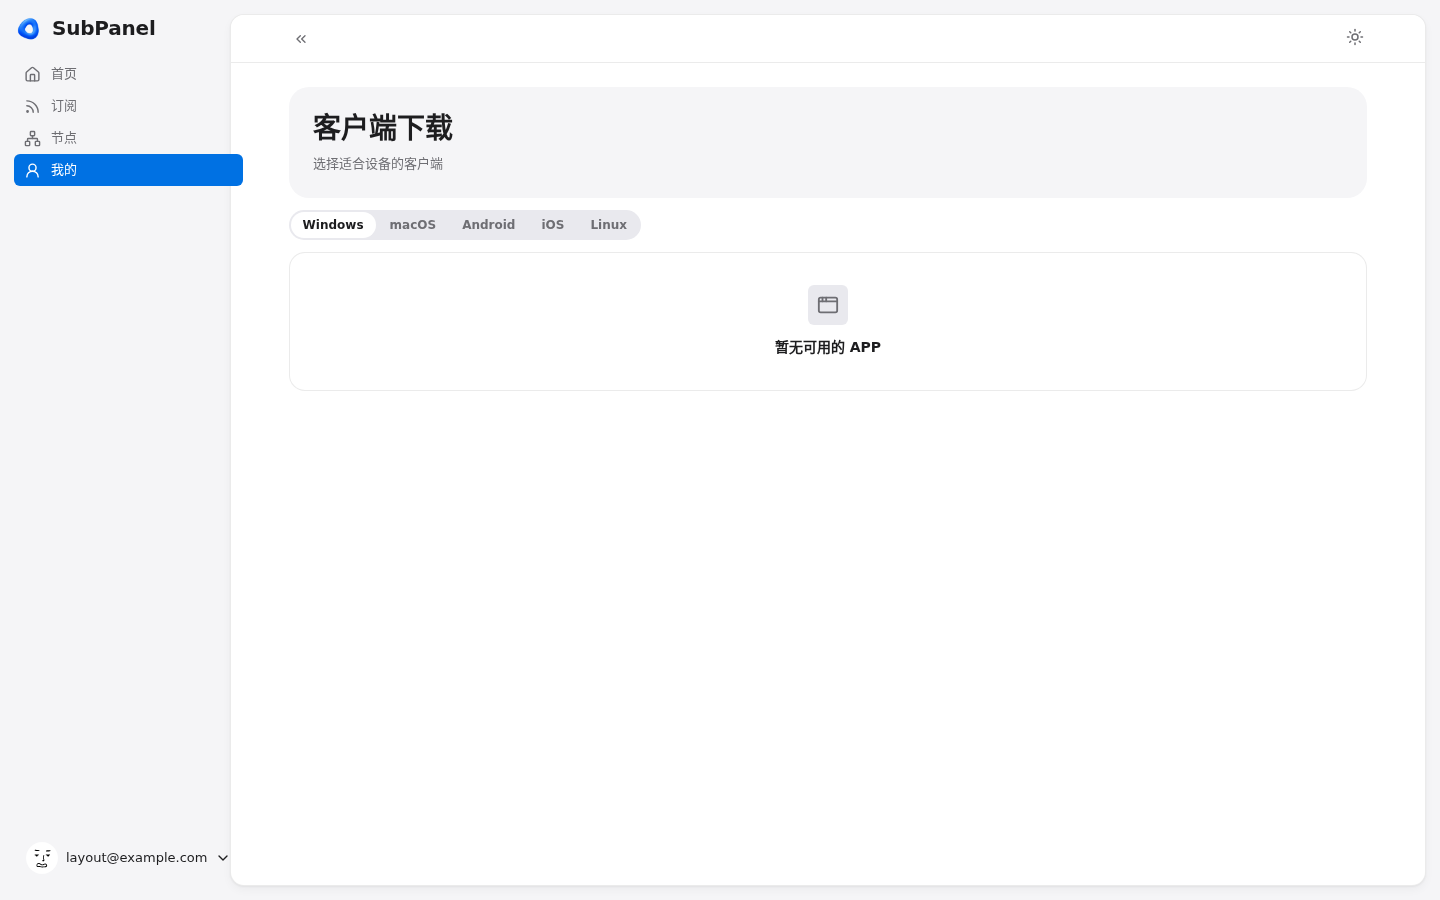 SubPanel
首页
订阅
节点
我的
layout@example.com
客户端下载
选择适合设备的客户端
Windows macOS Android iOS Linux
暂无可用的 APP